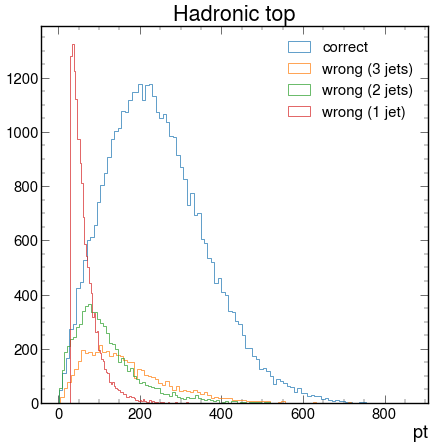 Hadronic top
correct
wrong (3 jets)
wrong (2 jets)
wrong (1 jet)
1200
1000
800
600
400
200
0
0 200 400 600 800
pt